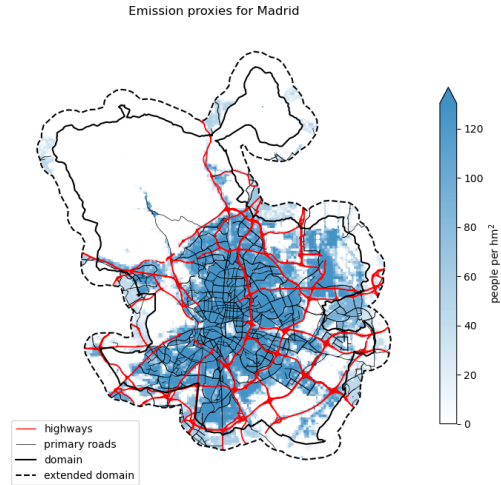 Emission proxies for Madrid
120
100
80
60
40
20
0
people per hm²
highways
primary roads
domain
extended domain